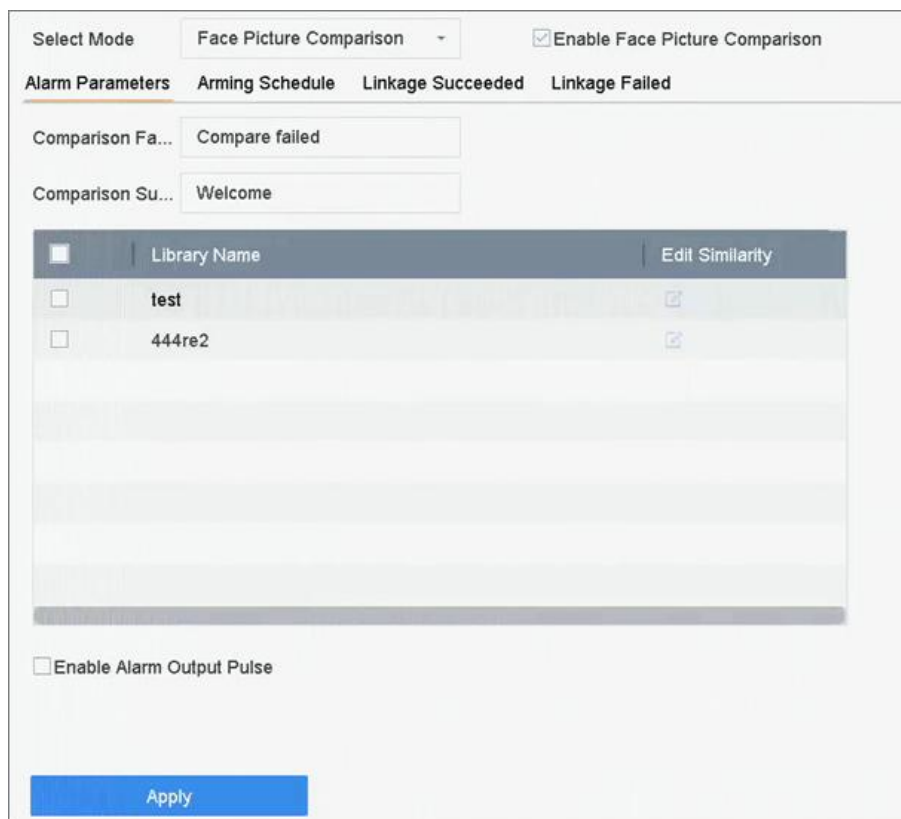 Select Mode Face Picture Comparison Enable Face Picture Comparison
Alarm Parameters Arming Schedule Linkage Succeeded Linkage Failed
Comparison Fa... Compare failed
Comparison Su... Welcome
Library Name Edit Similarity
test
444re2
Enable Alarm Output Pulse
Apply